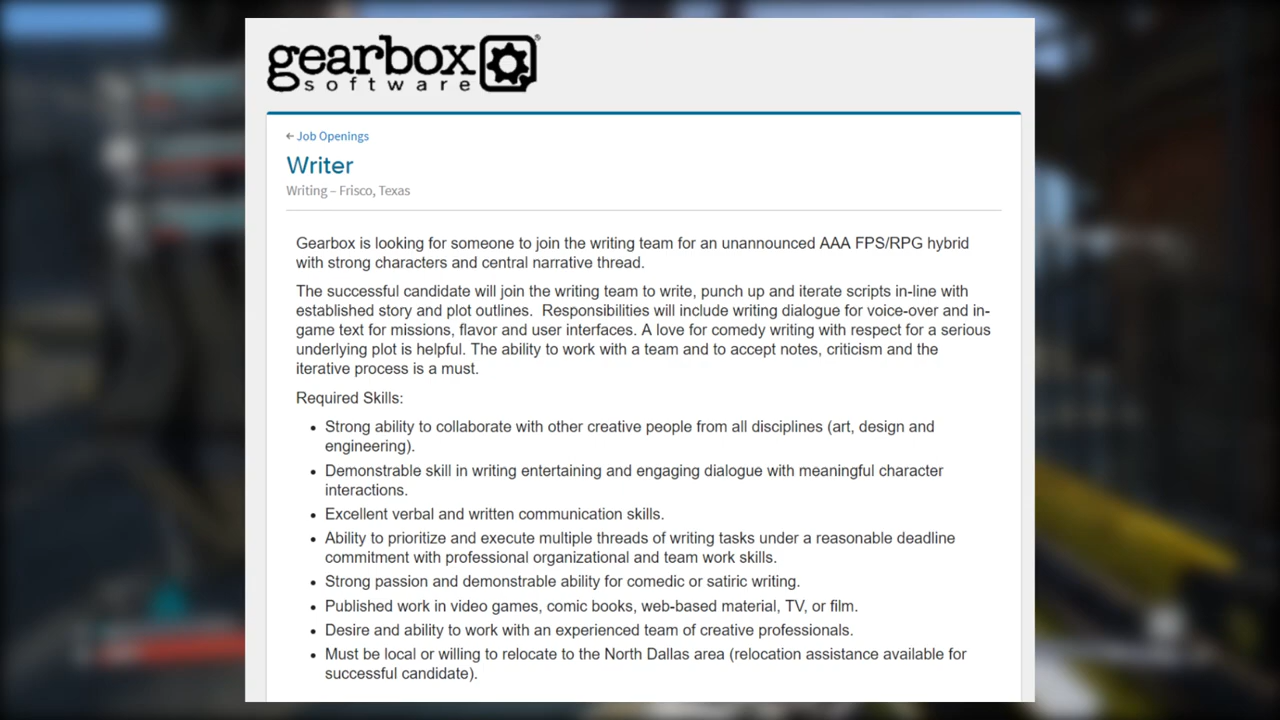 gearbox
software
← Job Openings
Writer
Writing – Frisco, Texas
Gearbox is looking for someone to join the writing team for an unannounced AAA FPS/RPG hybrid
with strong characters and central narrative thread.
The successful candidate will join the writing team to write, punch up and iterate scripts in-line with
established story and plot outlines.  Responsibilities will include writing dialogue for voice-over and in-
game text for missions, flavor and user interfaces. A love for comedy writing with respect for a serious
underlying plot is helpful. The ability to work with a team and to accept notes, criticism and the
iterative process is a must.
Required Skills:
• Strong ability to collaborate with other creative people from all disciplines (art, design and
engineering).
• Demonstrable skill in writing entertaining and engaging dialogue with meaningful character
interactions.
• Excellent verbal and written communication skills.
• Ability to prioritize and execute multiple threads of writing tasks under a reasonable deadline
commitment with professional organizational and team work skills.
• Strong passion and demonstrable ability for comedic or satiric writing.
• Published work in video games, comic books, web-based material, TV, or film.
• Desire and ability to work with an experienced team of creative professionals.
• Must be local or willing to relocate to the North Dallas area (relocation assistance available for
successful candidate).